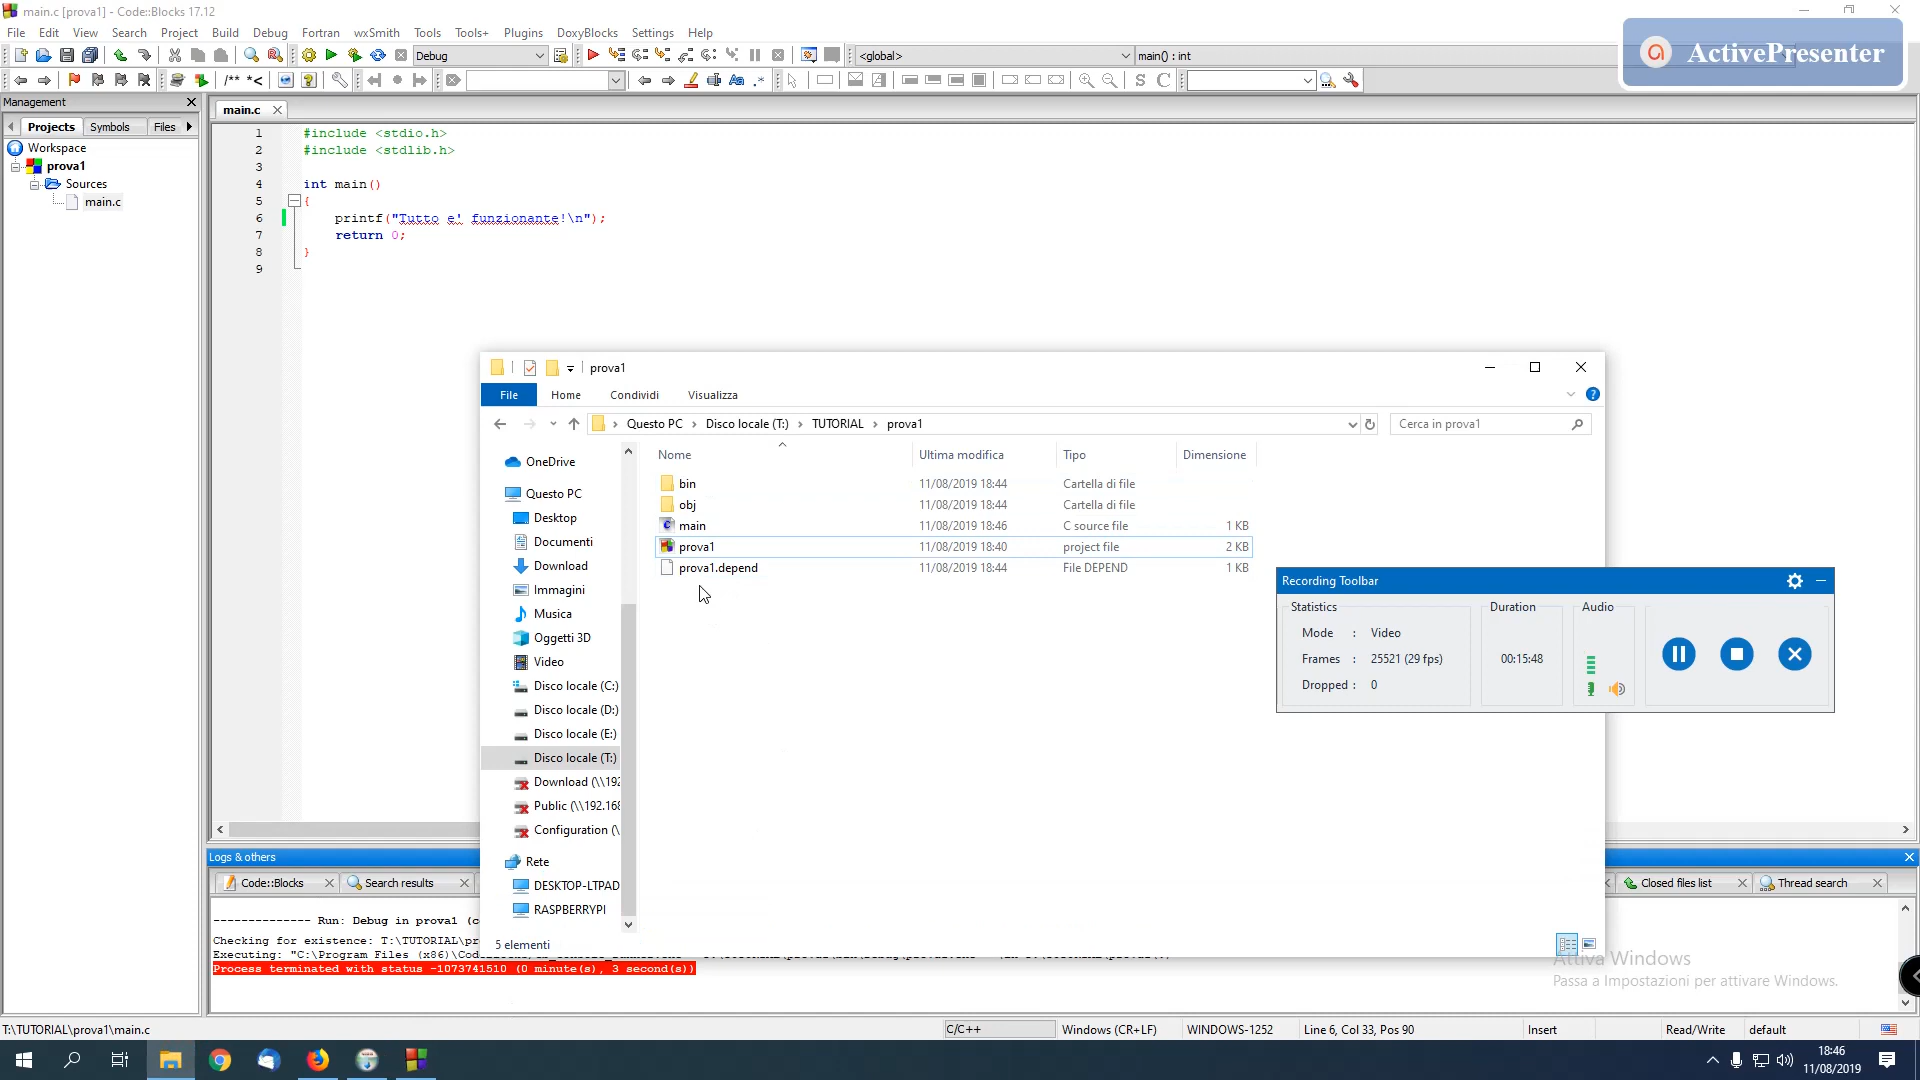 main.c [prova1] - Code::Blocks 17.12
File Edit View Search Project Build Debug Fortran wxSmith Tools Tools+ Plugins DoxyBlocks Settings Help
ActivePresenter
Debug
<global>
main() : int
/** *<
Management
Projects Symbols Files
Workspace
prova1
Sources
main.c
main.c
1 #include <stdio.h>
2 #include <stdlib.h>
3
4 int main()
5 {
6 printf("Tutto e' funzionante!\n");
7 return 0;
8 }
9
prova1
File Home Condividi Visualizza
Questo PC > Disco locale (T:) > TUTORIAL > prova1
Cerca in prova1
Nome Ultima modifica Tipo Dimensione
bin 11/08/2019 18:44 Cartella di file
obj 11/08/2019 18:44 Cartella di file
main 11/08/2019 18:46 C source file 1 KB
prova1 11/08/2019 18:40 project file 2 KB
prova1.depend 11/08/2019 18:44 File DEPEND 1 KB
OneDrive
Questo PC
Desktop
Documenti
Download
Immagini
Musica
Oggetti 3D
Video
Disco locale (C:)
Disco locale (D:)
Disco locale (E:)
Disco locale (T:)
Download (\\192
Public (\\192.168
Configuration (\
Rete
DESKTOP-LTPAD
RASPBERRYPI
5 elementi
Recording Toolbar
Statistics Duration Audio
Mode : Video
Frames : 25521 (29 fps)
Dropped : 0
00:15:48
Logs & others
Code::Blocks
Search results
Closed files list
Thread search
-------------- Run: Debug in prova1 (c
Checking for existence: T:\TUTORIAL\pr
Executing: "C:\Program Files (x86)\Cod
Process terminated with status -1073741510 (0 minute(s), 3 second(s))
Attiva Windows
Passa a Impostazioni per attivare Windows.
T:\TUTORIAL\prova1\main.c C/C++ Windows (CR+LF) WINDOWS-1252 Line 6, Col 33, Pos 90 Insert Read/Write default
18:46
11/08/2019